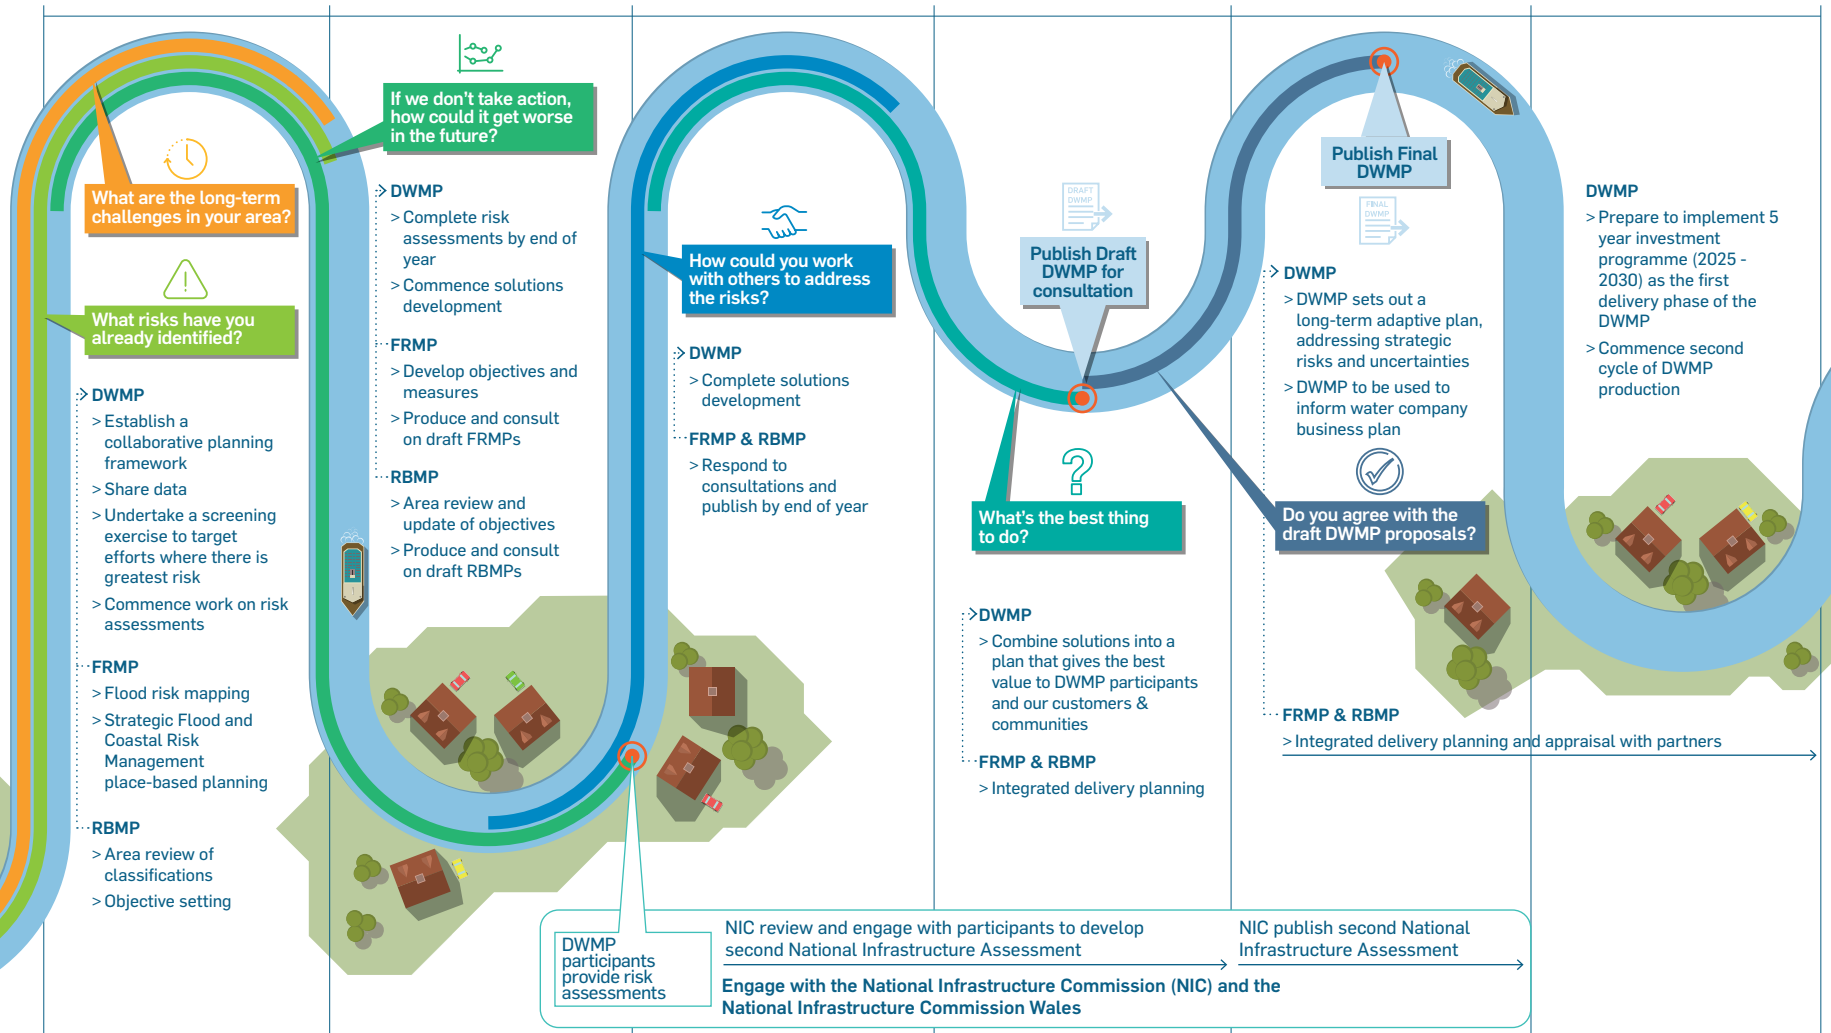 What are the long-term
challenges in your area?
What risks have you
already identified?
DWMP
> Establish a
collaborative planning
framework
> Share data
> Undertake a screening
exercise to target
efforts where there is
greatest risk
> Commence work on risk
assessments
FRMP
> Flood risk mapping
> Strategic Flood and
Coastal Risk
Management
place-based planning
RBMP
> Area review of
classifications
> Objective setting
If we don't take action,
how could it get worse
in the future?
DWMP
> Complete risk
assessments by end of
year
> Commence solutions
development
FRMP
> Develop objectives and
measures
> Produce and consult
on draft FRMPs
RBMP
> Area review and
update of objectives
> Produce and consult
on draft RBMPs
How could you work
with others to address
the risks?
DWMP
> Complete solutions
development
FRMP & RBMP
> Respond to
consultations and
publish by end of year
DRAFT
DWMP
Publish Draft
DWMP for
consultation
What's the best thing
to do?
DWMP
> Combine solutions into a
plan that gives the best
value to DWMP participants
and our customers &
communities
FRMP & RBMP
> Integrated delivery planning
Publish Final
DWMP
FINAL
DWMP
DWMP
> DWMP sets out a
long-term adaptive plan,
addressing strategic
risks and uncertainties
> DWMP to be used to
inform water company
business plan
Do you agree with the
draft DWMP proposals?
FRMP & RBMP
> Integrated delivery planning and appraisal with partners
DWMP
> Prepare to implement 5
year investment
programme (2025 -
2030) as the first
delivery phase of the
DWMP
> Commence second
cycle of DWMP
production
DWMP
participants
provide risk
assessments
NIC review and engage with participants to develop
second National Infrastructure Assessment
NIC publish second National
Infrastructure Assessment
Engage with the National Infrastructure Commission (NIC) and the
National Infrastructure Commission Wales